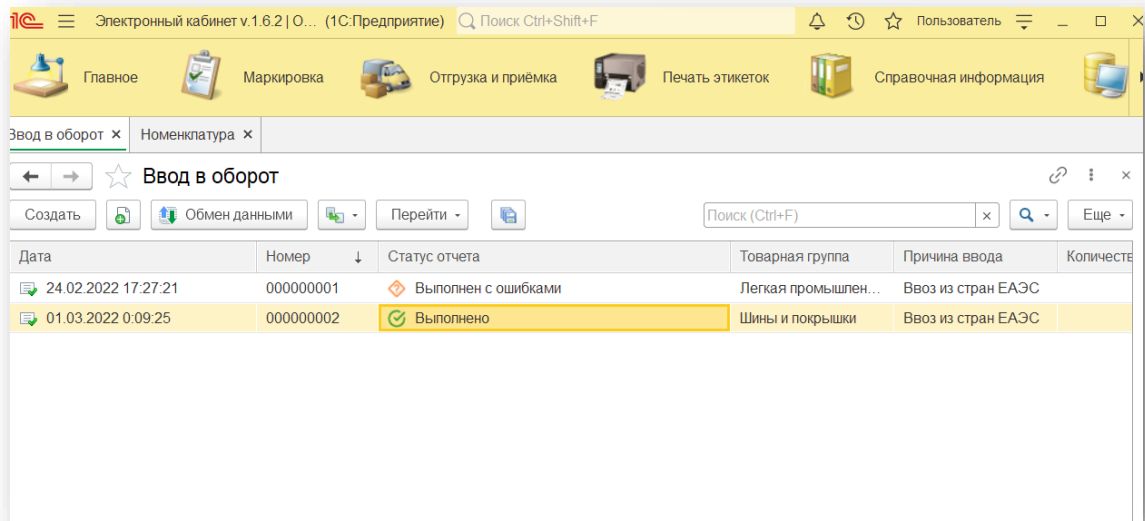 1С Электронный кабинет v.1.6.2 | О... (1С:Предприятие) Поиск Ctrl+Shift+F Пользователь
Главное Маркировка Отгрузка и приёмка Печать этикеток Справочная информация
Ввод в оборот × Номенклатура ×
Ввод в оборот
Создать Обмен данными Перейти Поиск (Ctrl+F) × Еще
Дата Номер ↓ Статус отчета Товарная группа Причина ввода Количеств
24.02.2022 17:27:21 000000001 Выполнен с ошибками Легкая промышлен... Ввоз из стран ЕАЭС
01.03.2022 0:09:25 000000002 Выполнено Шины и покрышки Ввоз из стран ЕАЭС